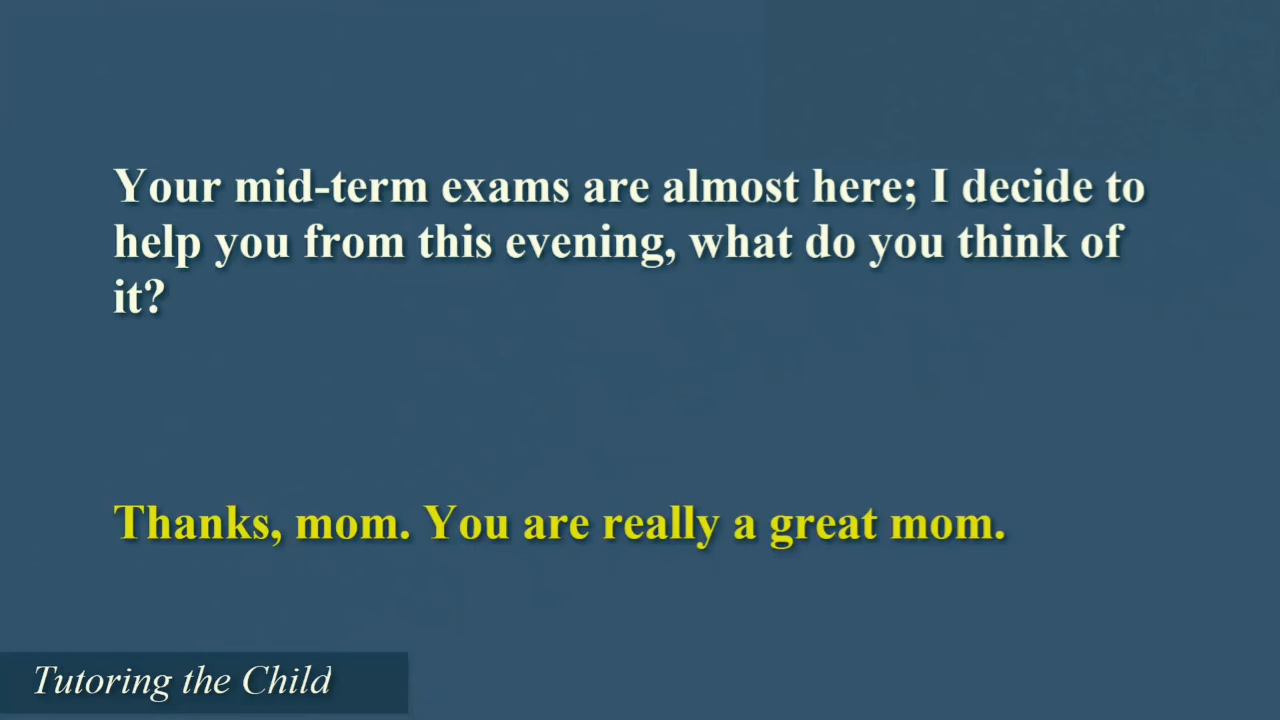 Your mid-term exams are almost here; I decide to
help you from this evening, what do you think of
it?
Thanks, mom. You are really a great mom.
Tutoring the Child